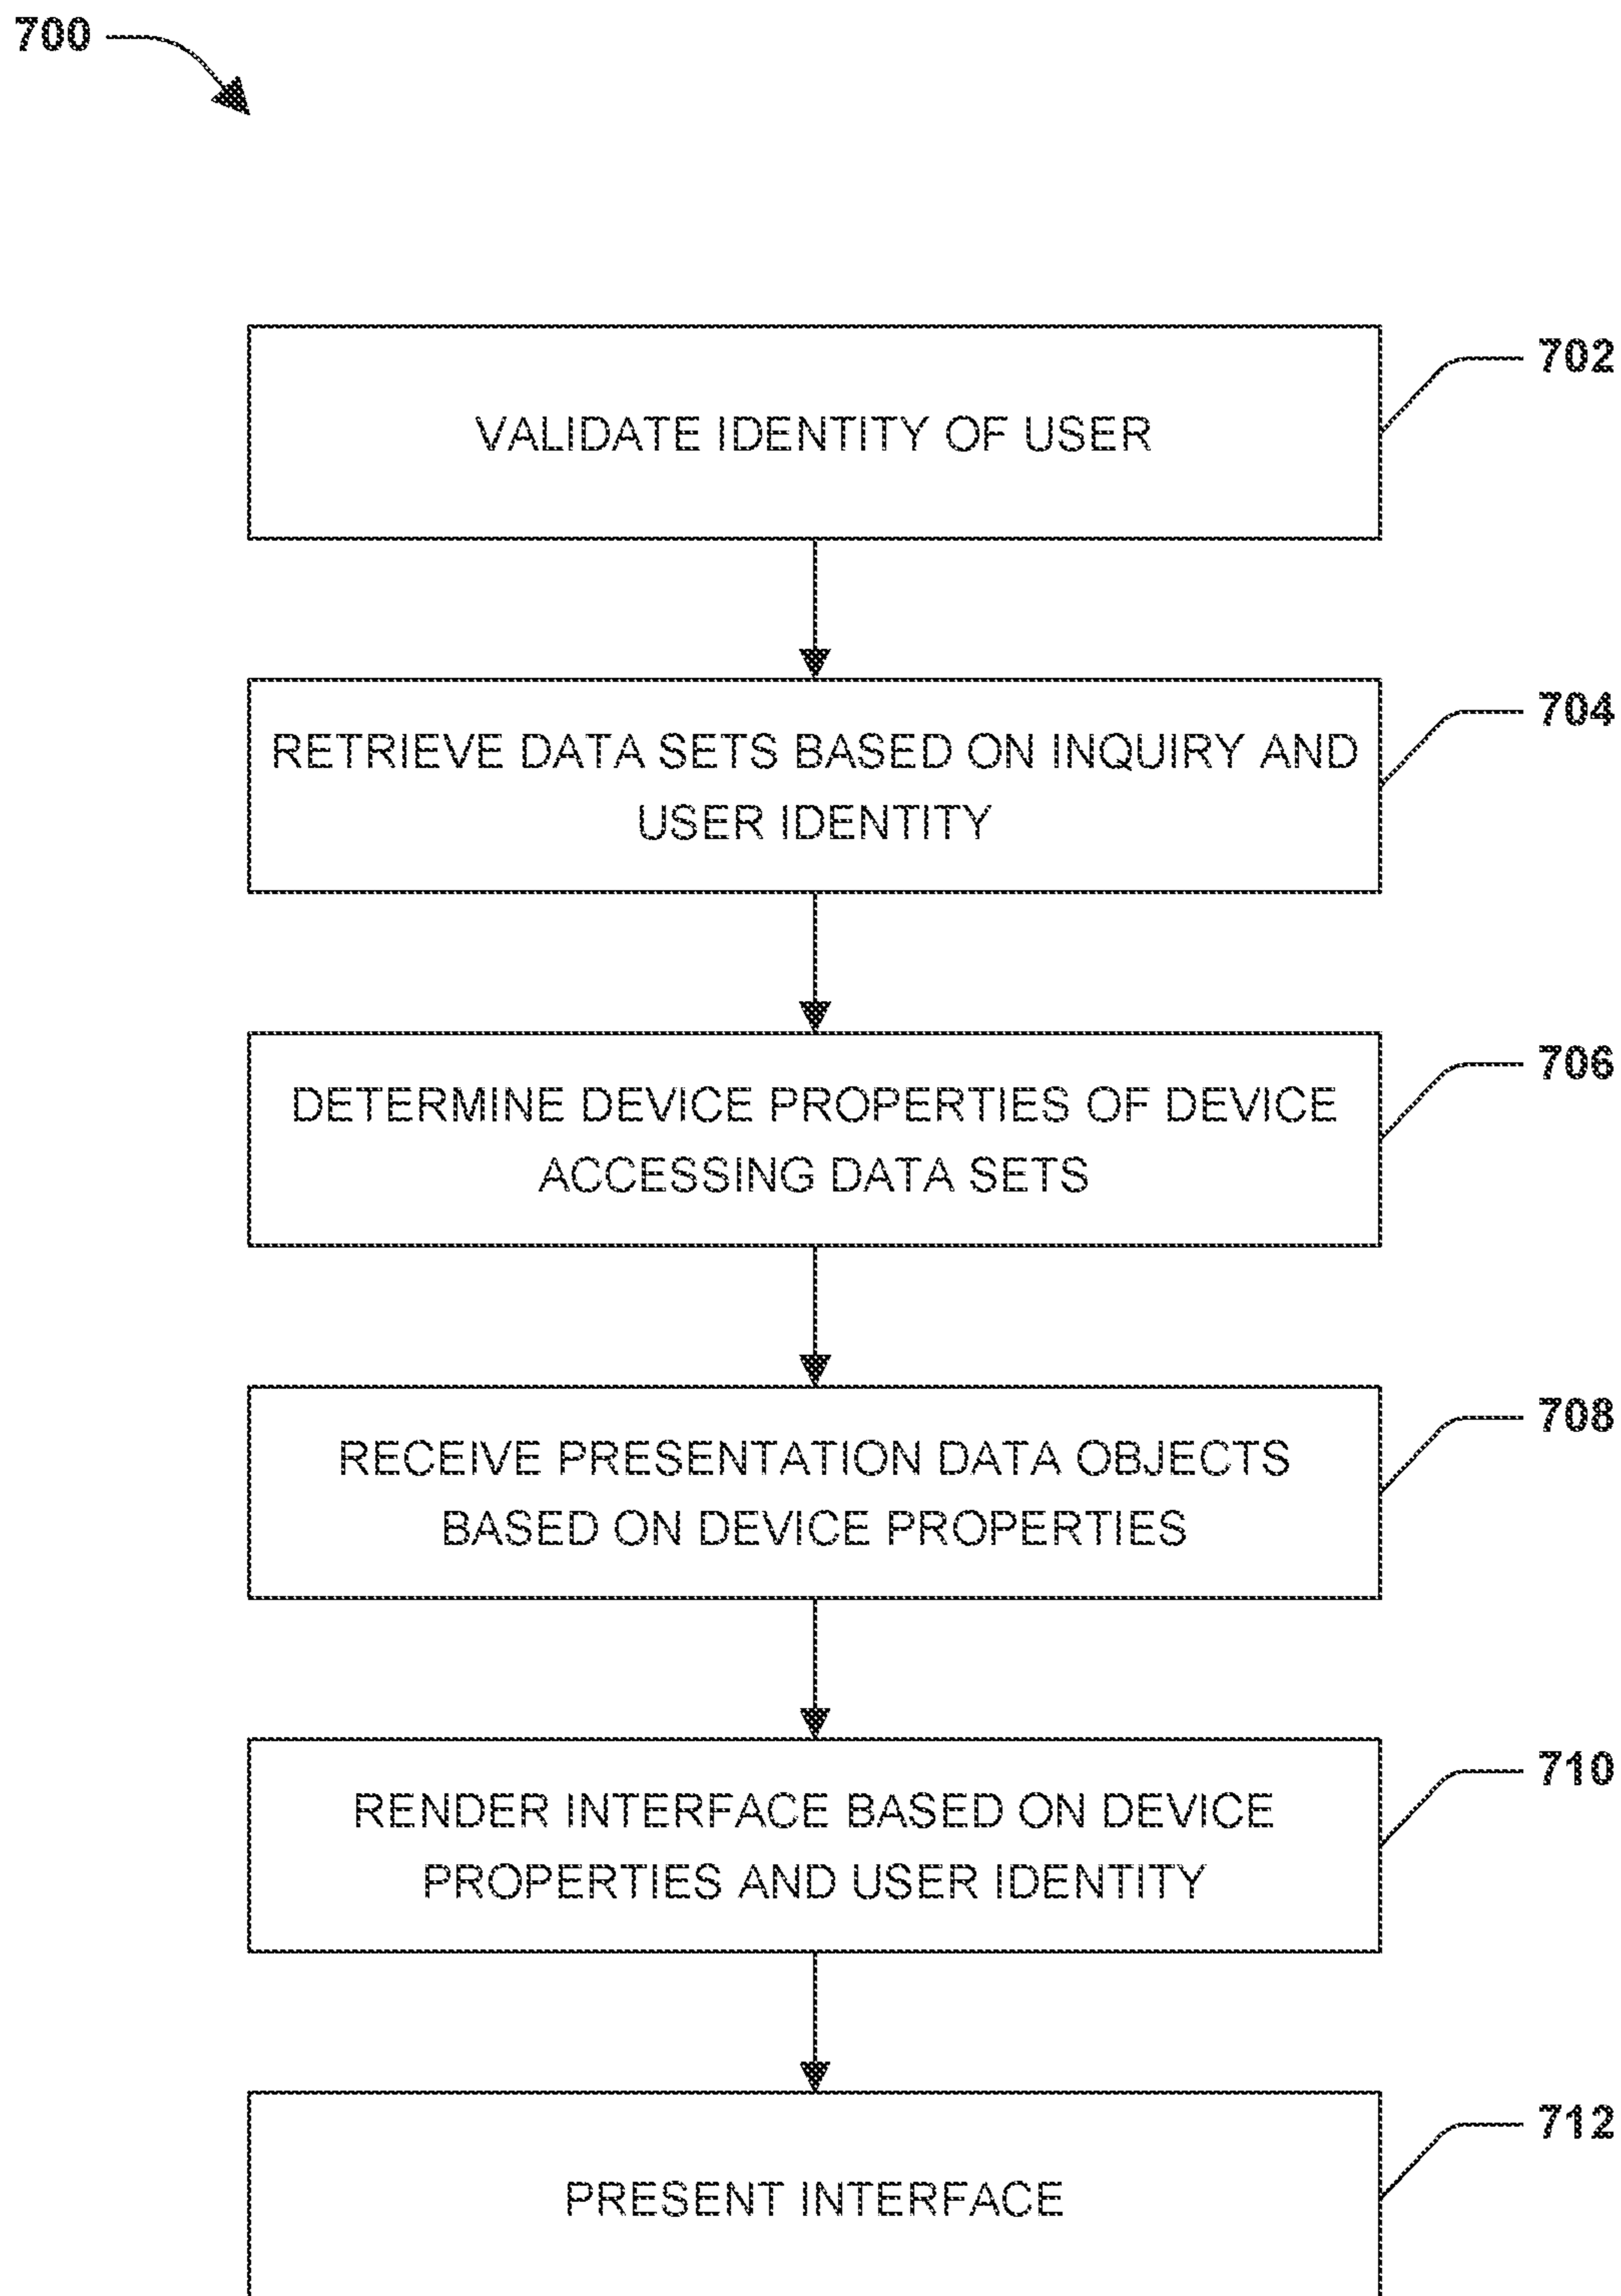 700
702
VALIDATE IDENTITY OF USER
704
RETRIEVE DATA SETS BASED ON INQUIRY AND
USER IDENTITY
706
DETERMINE DEVICE PROPERTIES OF DEVICE
ACCESSING DATA SETS
708
RECEIVE PRESENTATION DATA OBJECTS
BASED ON DEVICE PROPERTIES
710
RENDER INTERFACE BASED ON DEVICE
PROPERTIES AND USER IDENTITY
712
PRESENT INTERFACE